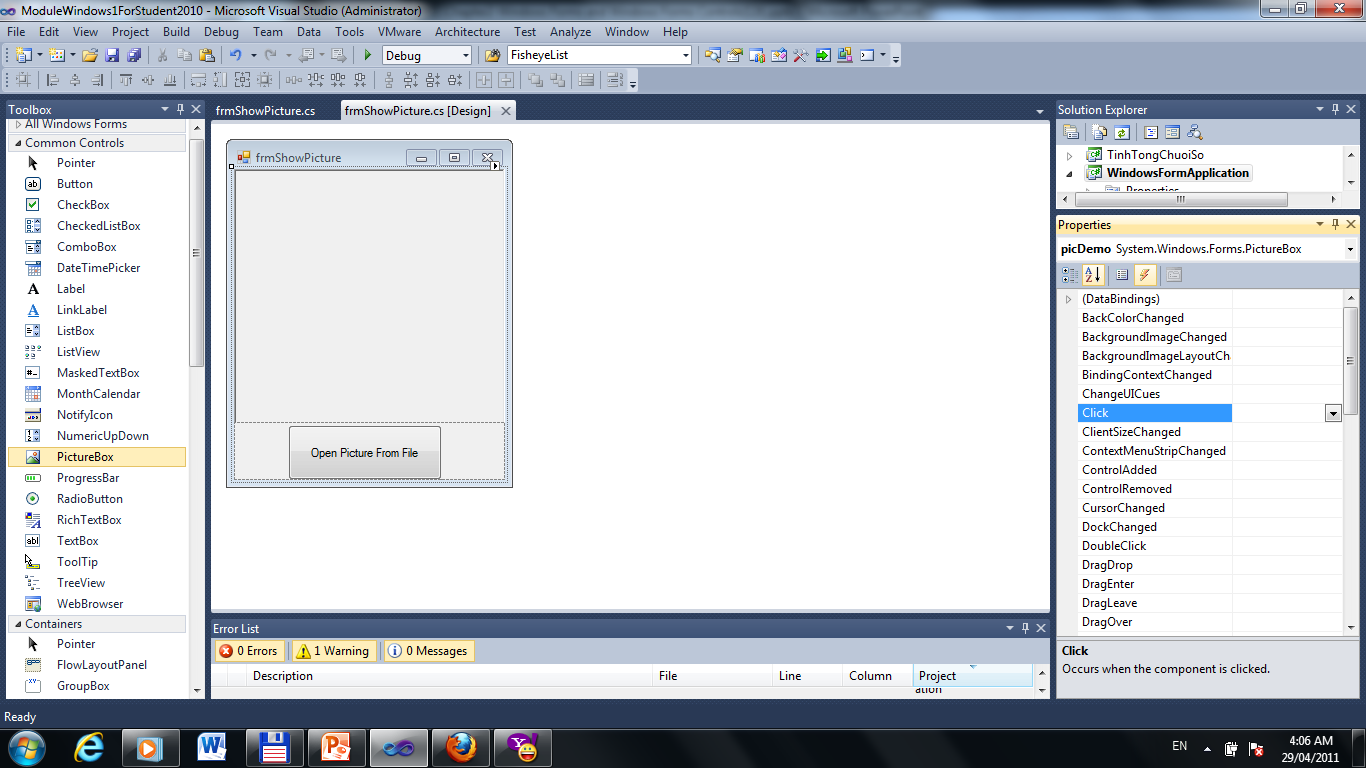 ModuleWindows1ForStudent2010 - Microsoft Visual Studio (Administrator)
File Edit View Project Build Debug Team Data Tools VMware Architecture Test Analyze Window Help
Debug FisheyeList
Toolbox
All Windows Forms
Common Controls
Pointer
Button
CheckBox
CheckedListBox
ComboBox
DateTimePicker
Label
LinkLabel
ListBox
ListView
MaskedTextBox
MonthCalendar
NotifyIcon
NumericUpDown
PictureBox
ProgressBar
RadioButton
RichTextBox
TextBox
ToolTip
TreeView
WebBrowser
Containers
Pointer
FlowLayoutPanel
GroupBox
frmShowPicture.cs frmShowPicture.cs [Design]
frmShowPicture
Open Picture From File
Error List
0 Errors 1 Warning 0 Messages
Description File Line Column Project
ation
Solution Explorer
TinhTongChuoiSo
WindowsFormApplication
Properties
Properties
picDemo System.Windows.Forms.PictureBox
(DataBindings)
BackColorChanged
BackgroundImageChanged
BackgroundImageLayoutCh
BindingContextChanged
ChangeUICues
Click
ClientSizeChanged
ContextMenuStripChanged
ControlAdded
ControlRemoved
CursorChanged
DockChanged
DoubleClick
DragDrop
DragEnter
DragLeave
DragOver
Click
Occurs when the component is clicked.
Ready
EN
4:06 AM
29/04/2011